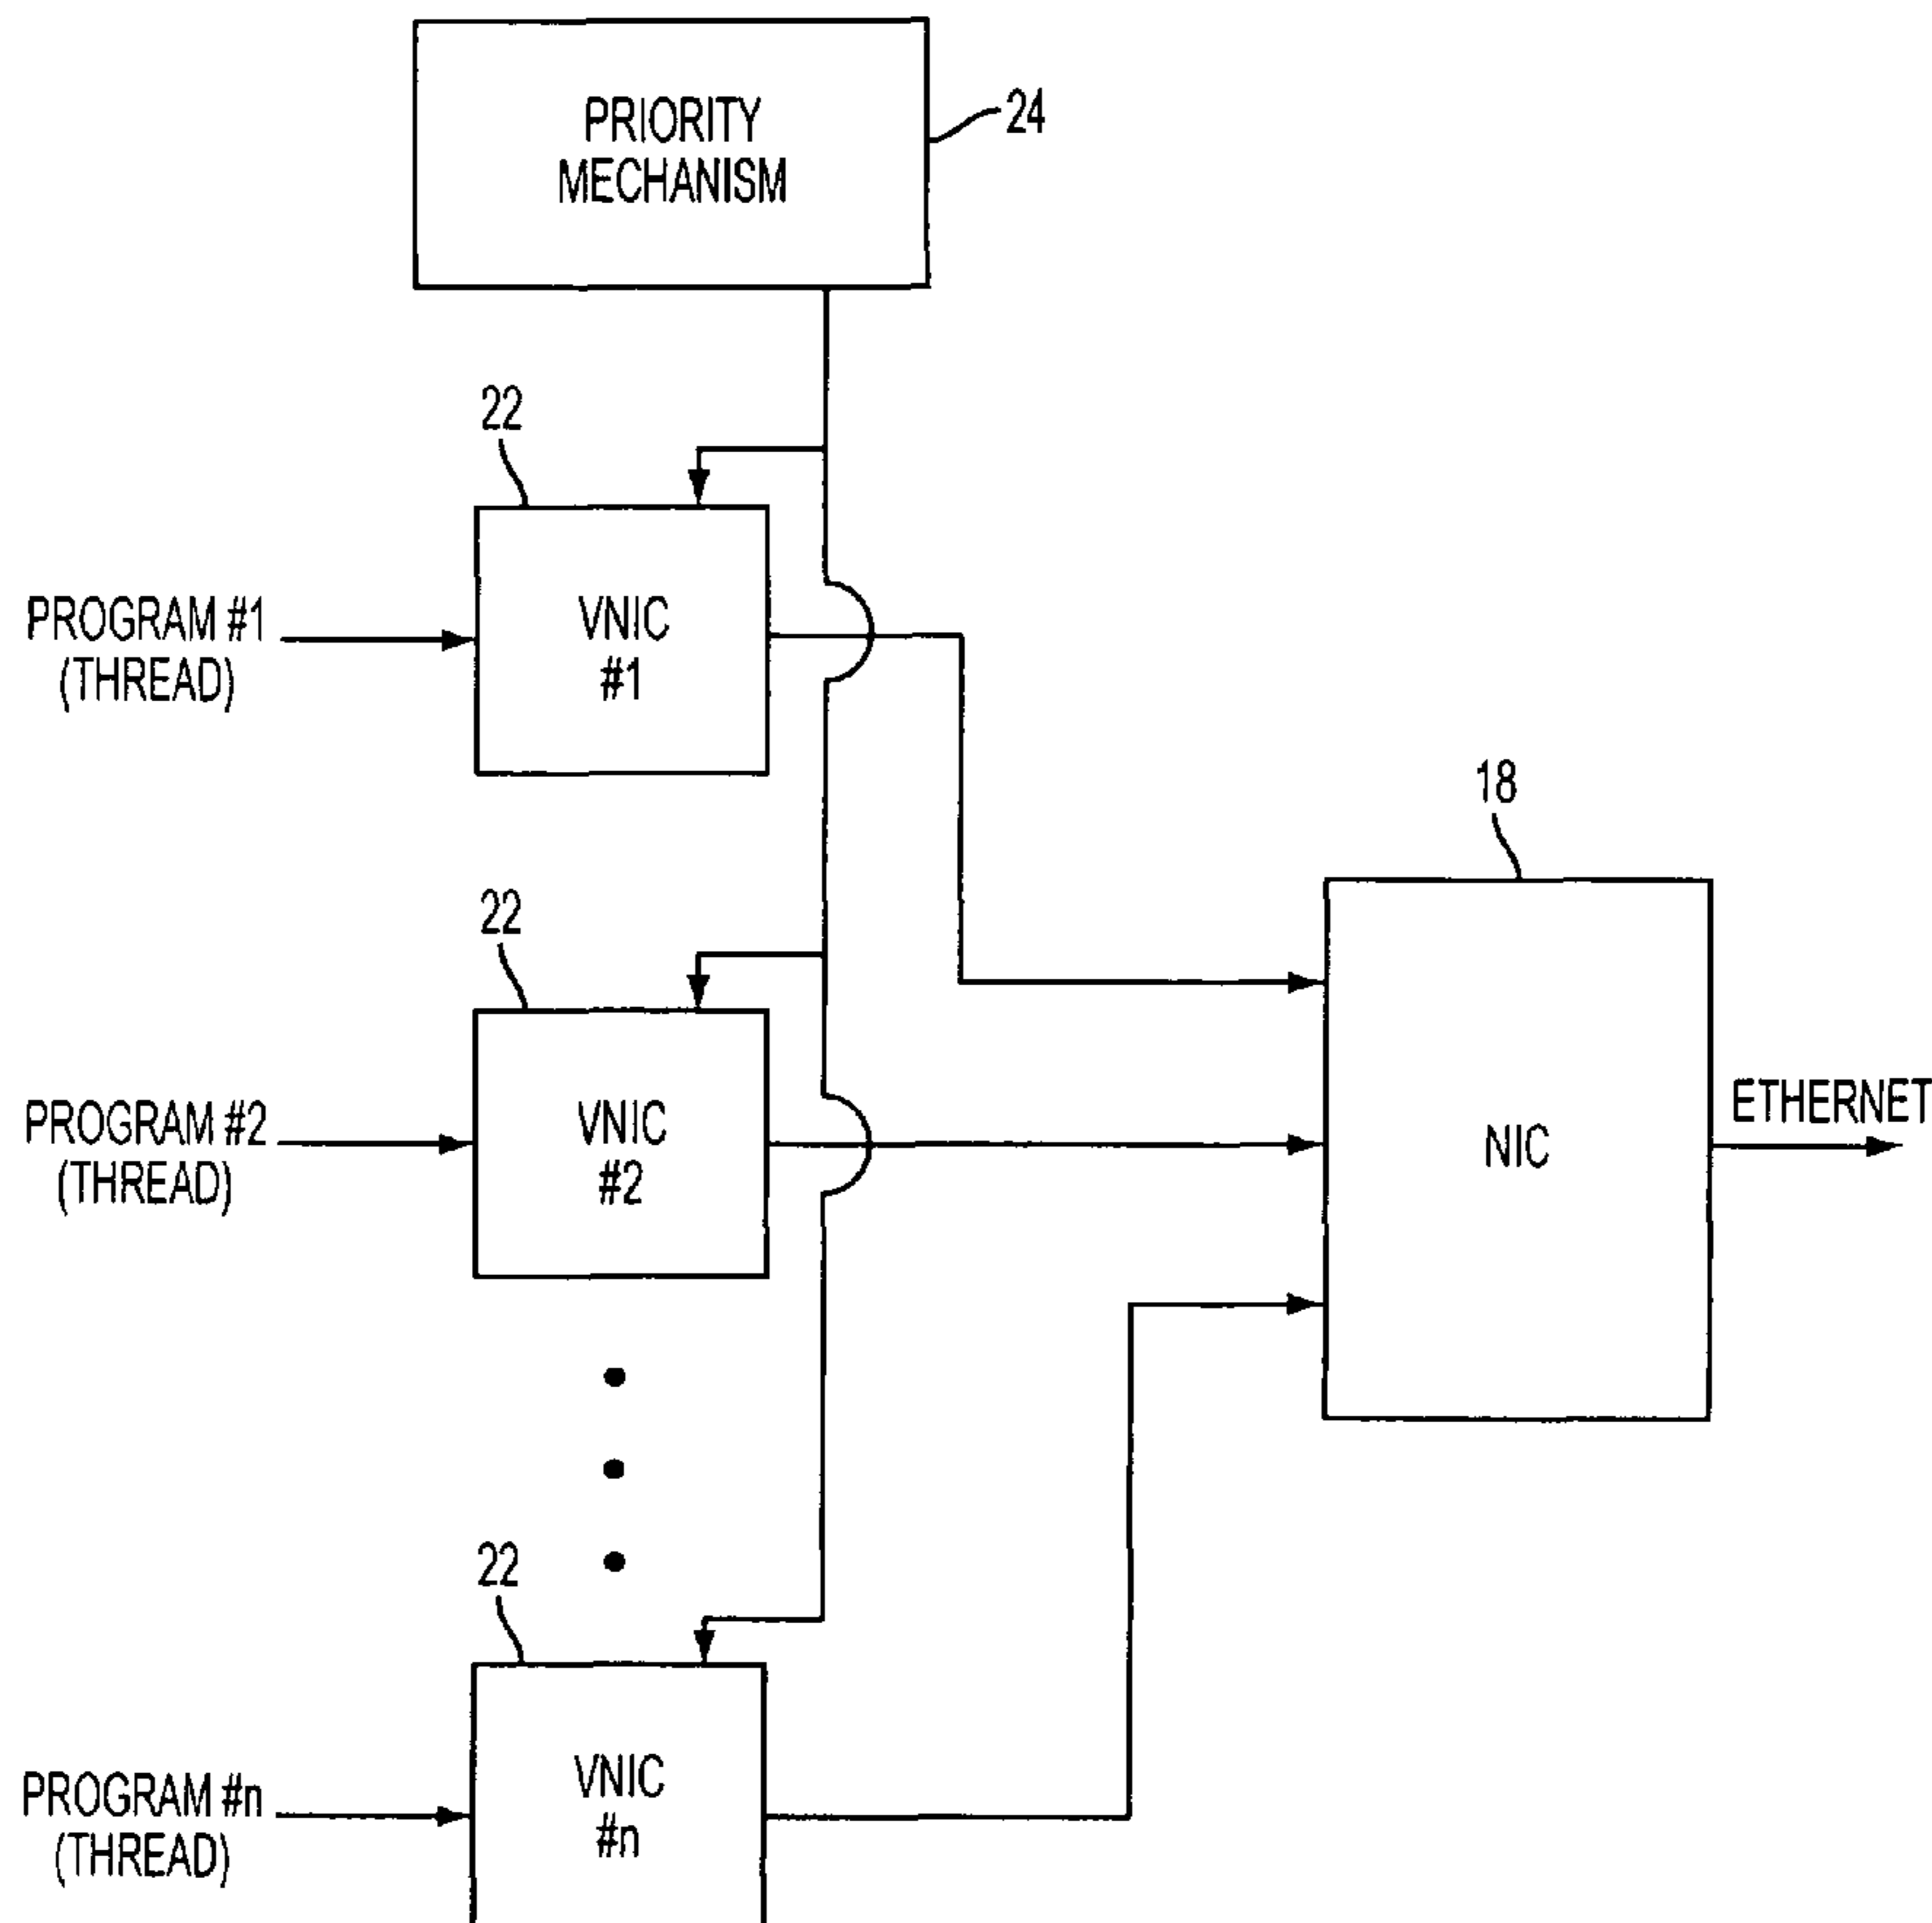 PRIORITY
MECHANISM
24
22
PROGRAM #1
(THREAD)
VNIC
#1
18
22
PROGRAM #2
(THREAD)
VNIC
#2
NIC
ETHERNET
22
PROGRAM #n
(THREAD)
VNIC
#n